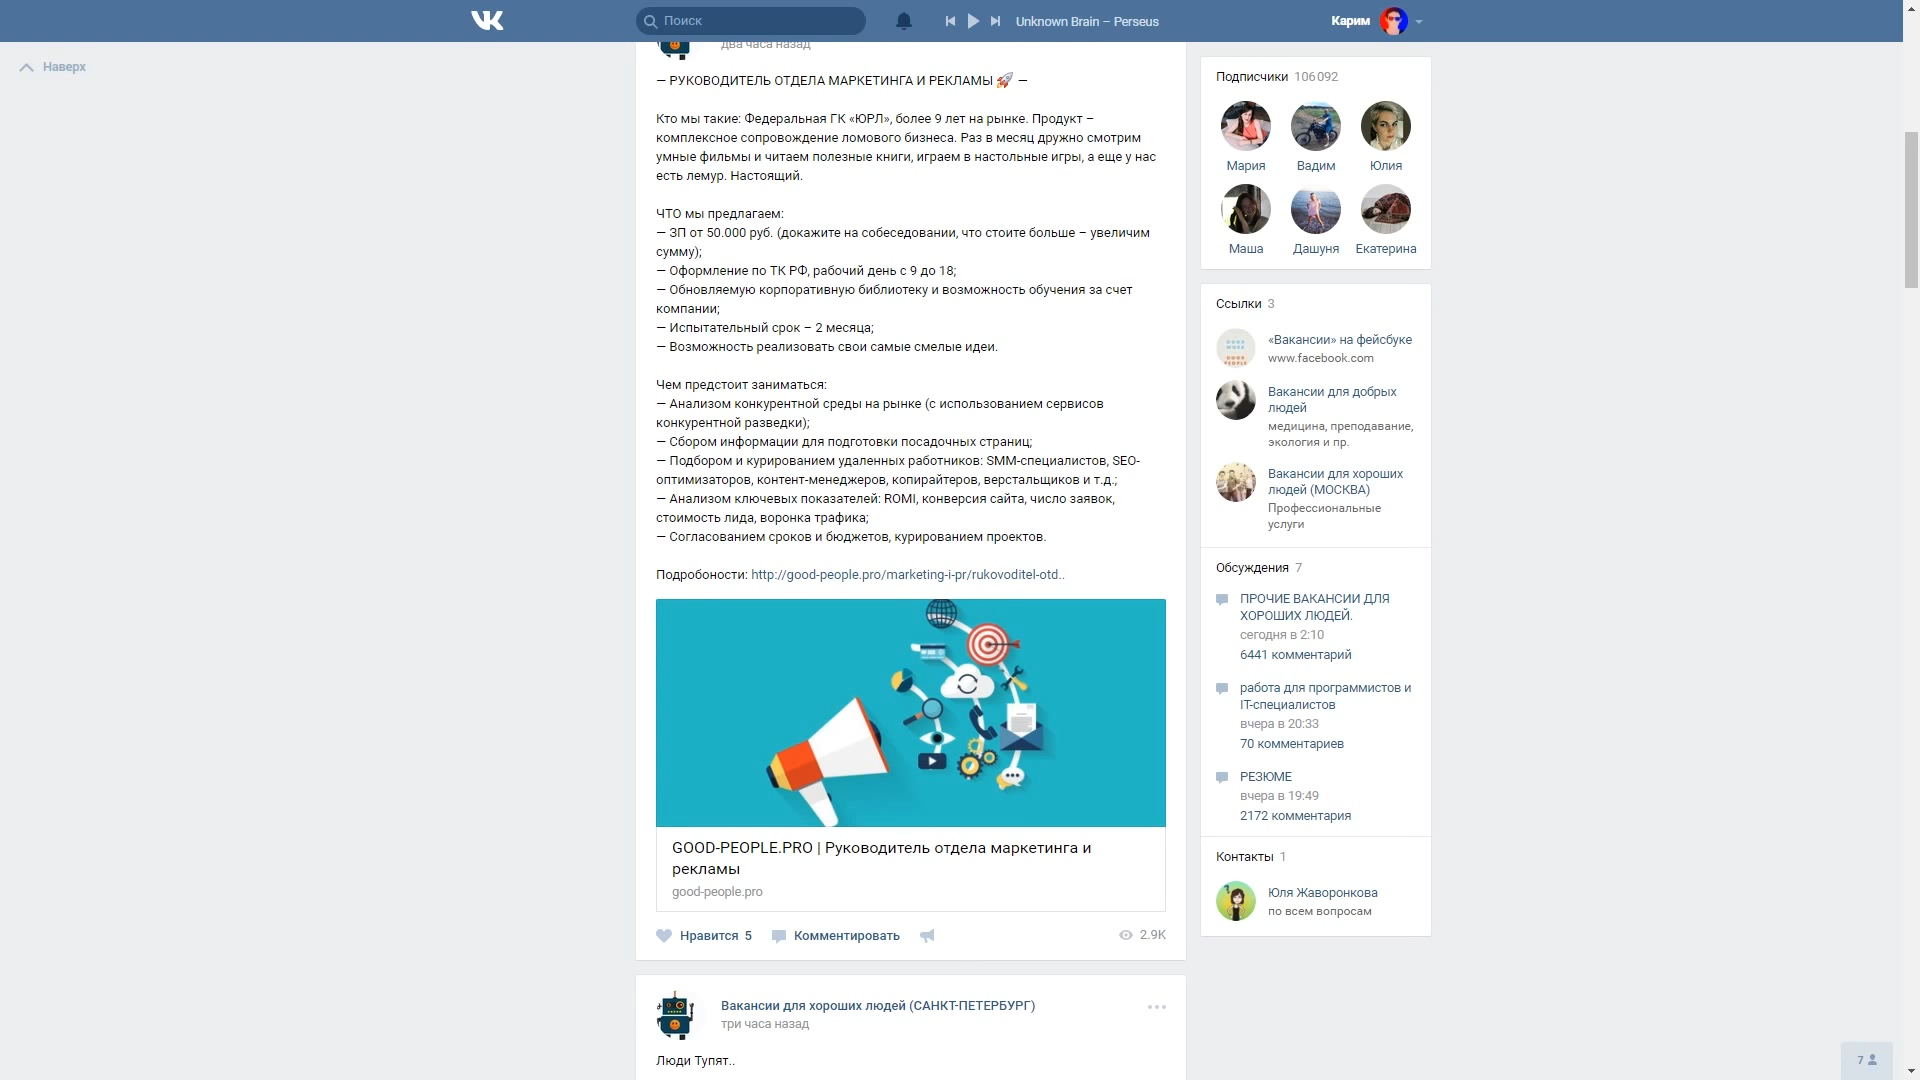 Поиск
Unknown Brain – Perseus
Карим
Наверх
два часа назад
— РУКОВОДИТЕЛЬ ОТДЕЛА МАРКЕТИНГА И РЕКЛАМЫ 🚀 —
Кто мы такие: Федеральная ГК «ЮРЛ», более 9 лет на рынке. Продукт –
комплексное сопровождение ломового бизнеса. Раз в месяц дружно смотрим
умные фильмы и читаем полезные книги, играем в настольные игры, а еще у нас
есть лемур. Настоящий.
ЧТО мы предлагаем:
— ЗП от 50.000 руб. (докажите на собеседовании, что стоите больше – увеличим
сумму);
— Оформление по ТК РФ, рабочий день с 9 до 18;
— Обновляемую корпоративную библиотеку и возможность обучения за счет
компании;
— Испытательный срок – 2 месяца;
— Возможность реализовать свои самые смелые идеи.
Чем предстоит заниматься:
— Анализом конкурентной среды на рынке (с использованием сервисов
конкурентной разведки);
— Сбором информации для подготовки посадочных страниц;
— Подбором и курированием удаленных работников: SMM-специалистов, SEO-
оптимизаторов, контент-менеджеров, копирайтеров, верстальщиков и т.д.;
— Анализом ключевых показателей: ROMI, конверсия сайта, число заявок,
стоимость лида, воронка трафика;
— Согласованием сроков и бюджетов, курированием проектов.
Подробоности: http://good-people.pro/marketing-i-pr/rukovoditel-otd..
GOOD-PEOPLE.PRO | Руководитель отдела маркетинга и
рекламы
good-people.pro
Нравится 5 Комментировать 2.9K
Вакансии для хороших людей (САНКТ-ПЕТЕРБУРГ)
три часа назад
Люди Тупят..
Подписчики 106 092
Мария Вадим Юлия
Маша Дашуня Екатерина
Ссылки 3
«Вакансии» на фейсбуке
www.facebook.com
Вакансии для добрых
людей
медицина, преподавание,
экология и пр.
Вакансии для хороших
людей (МОСКВА)
Профессиональные
услуги
Обсуждения 7
ПРОЧИЕ ВАКАНСИИ ДЛЯ
ХОРОШИХ ЛЮДЕЙ.
сегодня в 2:10
6441 комментарий
работа для программистов и
IT-специалистов
вчера в 20:33
70 комментариев
РЕЗЮМЕ
вчера в 19:49
2172 комментария
Контакты 1
Юля Жаворонкова
по всем вопросам
7